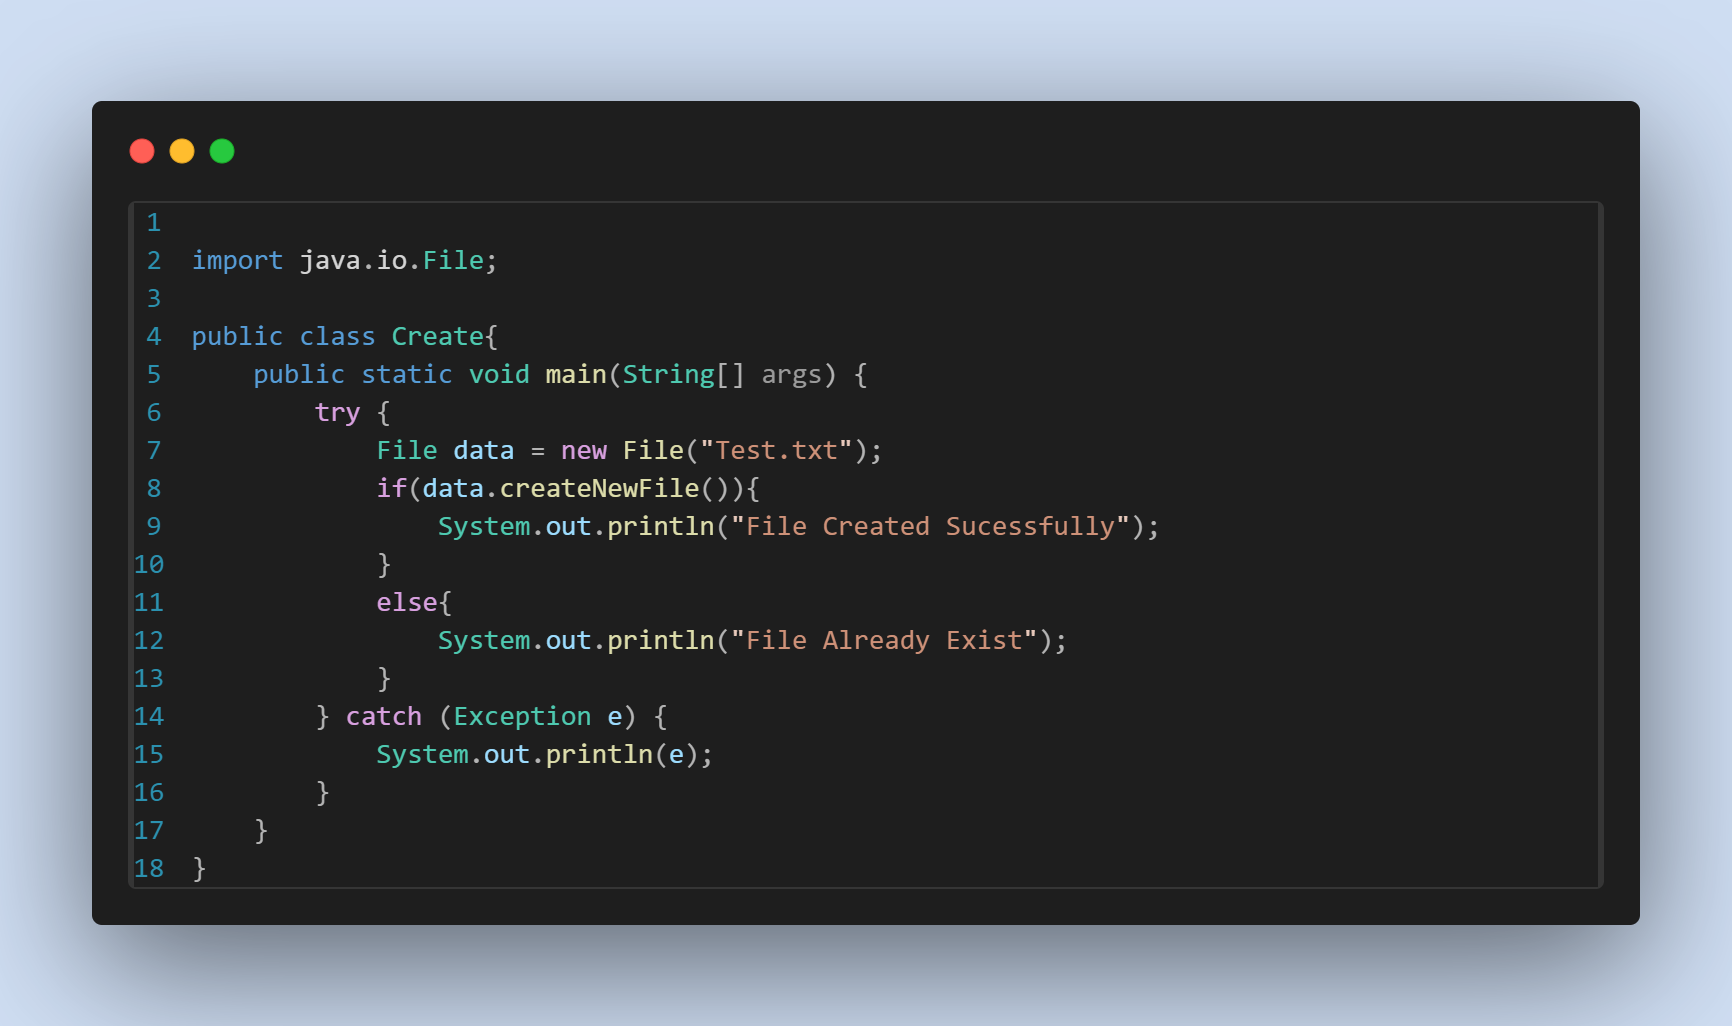 1
2 import java.io.File;
3
4 public class Create{
5     public static void main(String[] args) {
6         try {
7             File data = new File("Test.txt");
8             if(data.createNewFile()){
9                 System.out.println("File Created Sucessfully");
10             }
11             else{
12                 System.out.println("File Already Exist");
13             }
14         } catch (Exception e) {
15             System.out.println(e);
16         }
17     }
18 }